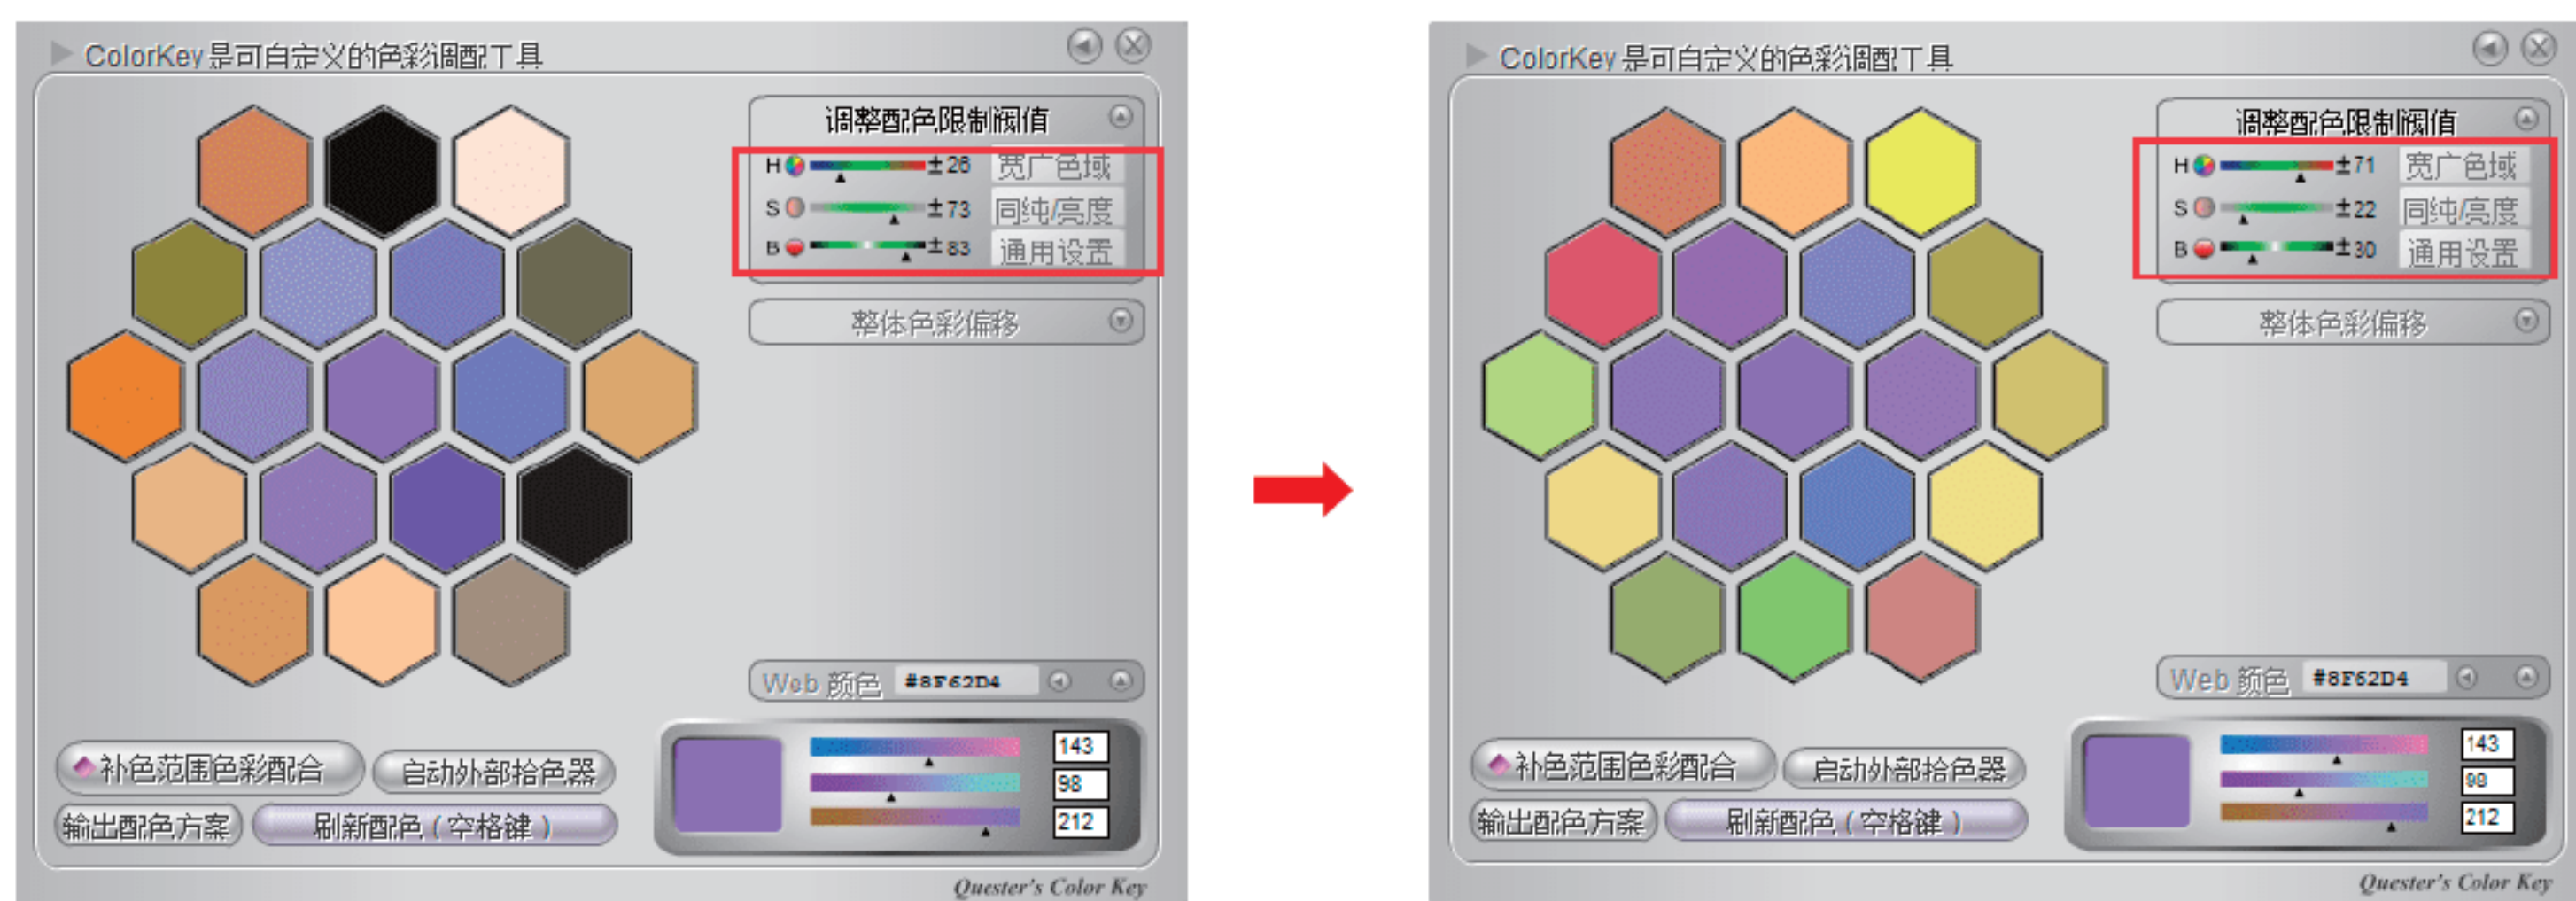 ColorKey是可自定义的色彩调配工具
调整配色限制阀值
H ±26 宽广色域
S ±73 同纯/亮度
B ±83 通用设置
整体色彩偏移
Web 颜色 #8F62D4
143
98
212
补色范围色彩配合 启动外部拾色器
输出配色方案 刷新配色(空格键)
Quester's Color Key
ColorKey是可自定义的色彩调配工具
调整配色限制阀值
H ±71 宽广色域
S ±22 同纯/亮度
B ±30 通用设置
整体色彩偏移
Web 颜色 #8F62D4
143
98
212
补色范围色彩配合 启动外部拾色器
输出配色方案 刷新配色(空格键)
Quester's Color Key